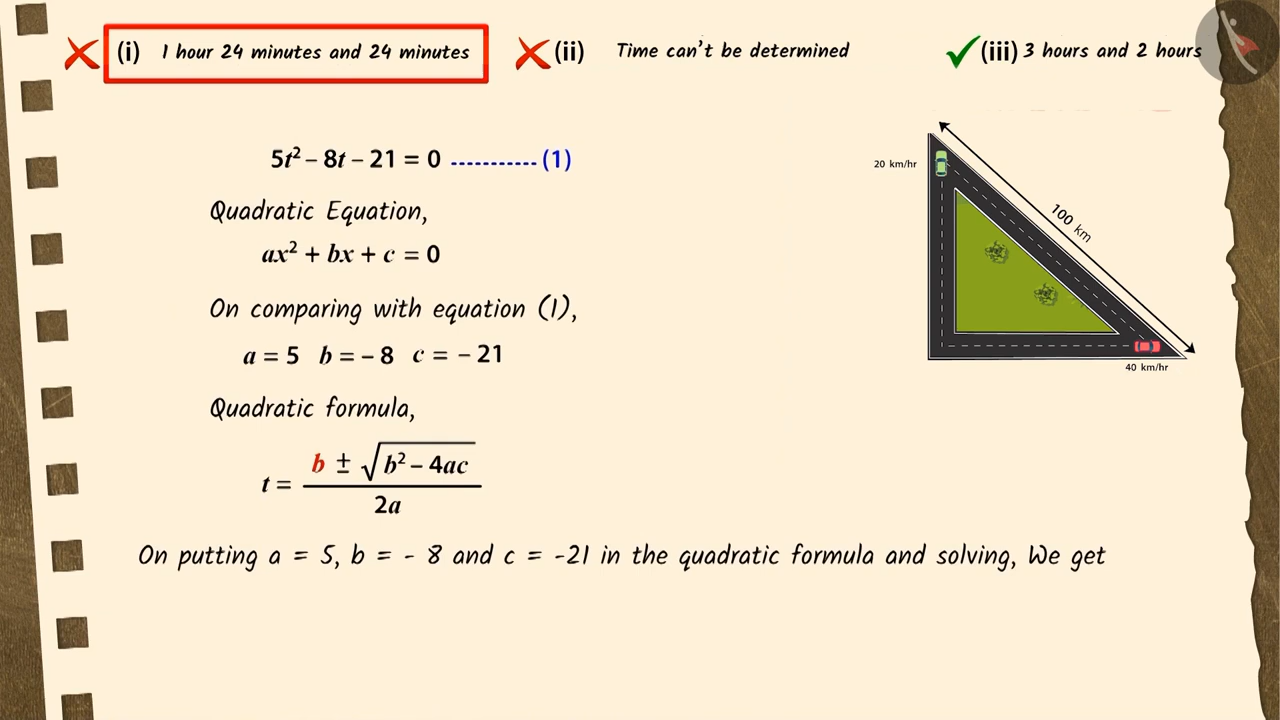 (i) 1 hour 24 minutes and 24 minutes
(ii) Time can't be determined
(iii) 3 hours and 2 hours
5t² – 8t – 21 = 0 ........... (1)
Quadratic Equation,
ax² + bx + c = 0
On comparing with equation (1),
a = 5 b = – 8 c = – 21
Quadratic formula,
t = b ± √b² – 4ac / 2a
On putting a = 5, b = - 8 and c = -21 in the quadratic formula and solving, We get
20 km/hr
100 km
40 km/hr